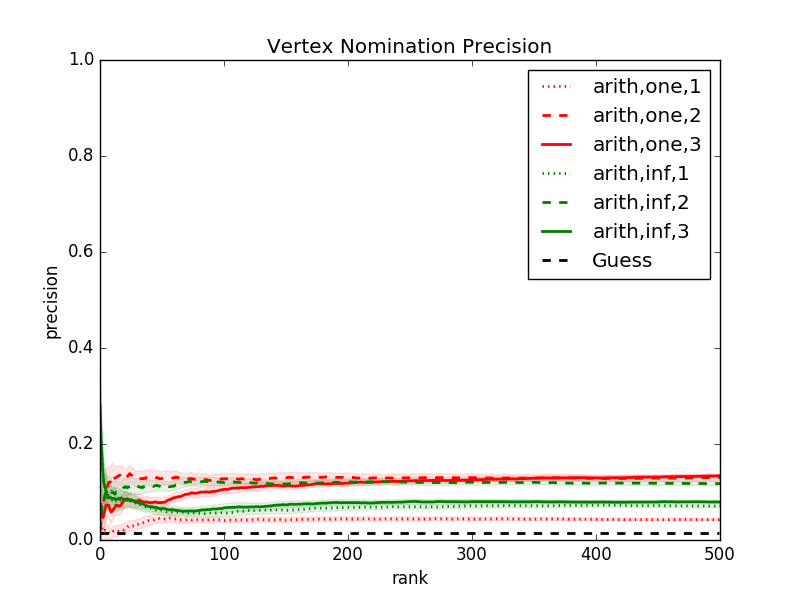 Vertex Nomination Precision
1.0
0.8
0.6
0.4
0.2
0.0
precision
arith,one,1
arith,one,2
arith,one,3
arith,inf,1
arith,inf,2
arith,inf,3
Guess
0 100 200 300 400 500
rank